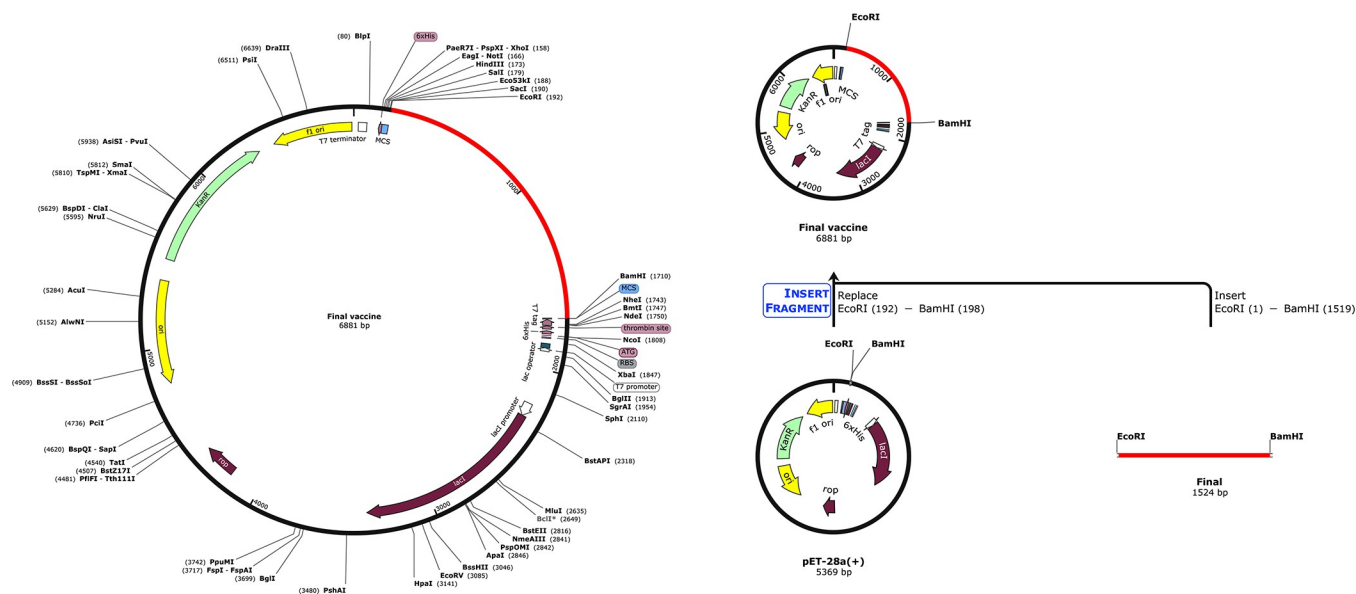 (80) BlpI
6xHis
PaeR7I - PspXI - XhoI (158)
EagI - NotI (166)
HindIII (173)
SalI (179)
Eco53kI (188)
SacI (190)
EcoRI (192)
(6639) DraIII
(6511) PsiI
(5938) AsiSI - PvuI
(5812) SmaI
(5810) TspMI - XmaI
(5629) BspDI - ClaI
(5595) NruI
(5284) AcuI
(5152) AlwNI
(4909) BssSI - BssSαI
(4736) PciI
(4620) BspQI - SapI
(4540) TatI
(4507) BstZ17I
(4481) PflFI - Tth111I
(3742) PpuMI
(3717) FspI - FspAI
(3699) BglI
(3480) PshAI
HpaI (3141)
EcoRV (3085)
BssHII (3046)
ApaI (2846)
PspOMI (2842)
NmeAIII (2841)
BstEII (2816)
BclI* (2649)
MluI (2635)
BstAPI (2318)
SphI (2110)
SgrAI (1954)
BglII (1913)
T7 promoter
XbaI (1847)
RBS
ATG
NcoI (1808)
thrombin site
NdeI (1750)
BmtI (1747)
NheI (1743)
MCS
BamHI (1710)
f1 ori
T7 terminator
MCS
KanR
ori
rop
lacI
lacI promoter
lac operator
6xHis
T7 tag
1000
2000
3000
4000
5000
6000
Final vaccine
6881 bp
EcoRI
BamHI
1000
2000
3000
4000
5000
6000
MCS
f1 ori
KanR
ori
rop
lacI
T7 tag
Final vaccine
6881 bp
INSERT
FRAGMENT
Replace
EcoRI (192) – BamHI (198)
Insert
EcoRI (1) – BamHI (1519)
EcoRI
BamHI
f1 ori
6xHis
KanR
lacI
ori
rop
pET-28a(+)
5369 bp
EcoRI
BamHI
Final
1524 bp